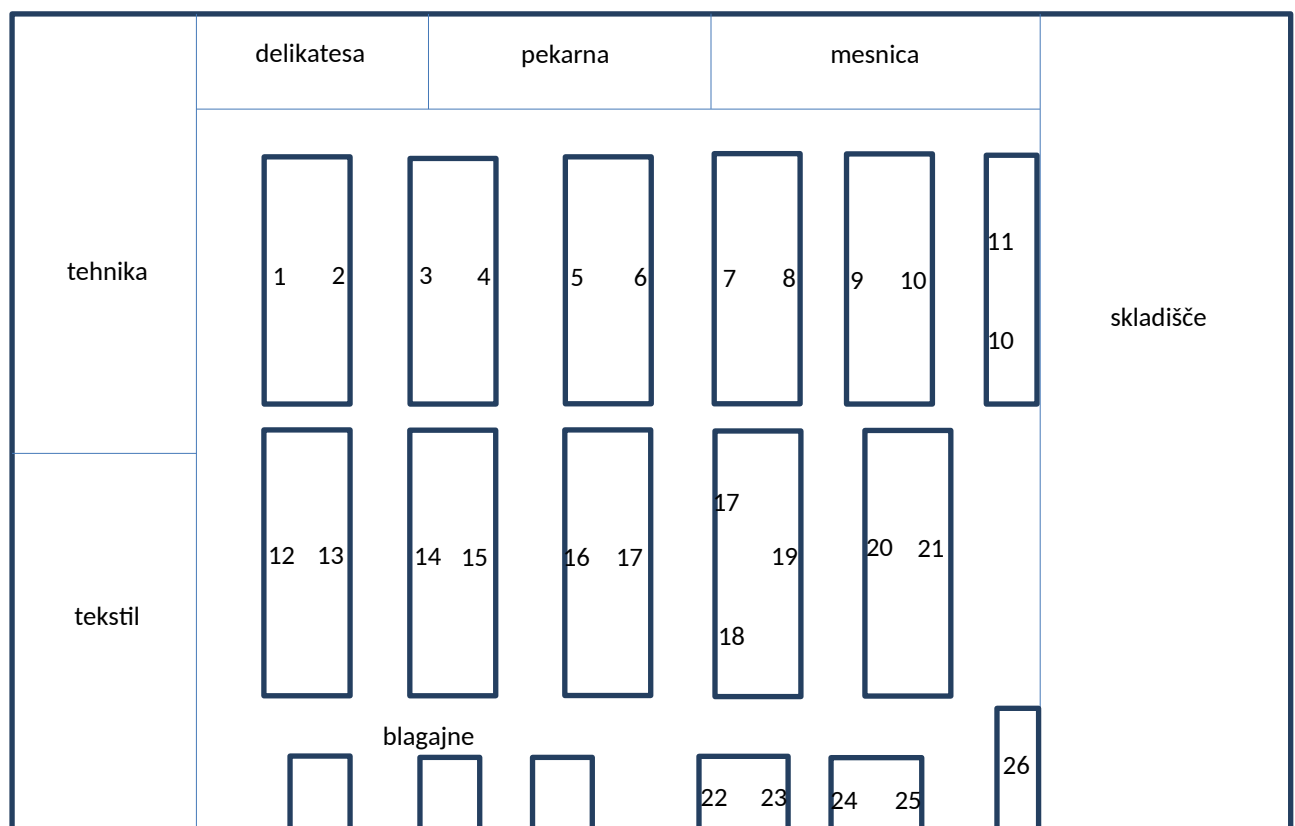 delikatesa pekarna mesnica
11
tehnika 1 2 3 4 5 6 7 8 9 10
skladišče
10
17
12 13 14 15 16 17 19 20 21
tekstil 18
blagajne
26
22 23 24 25